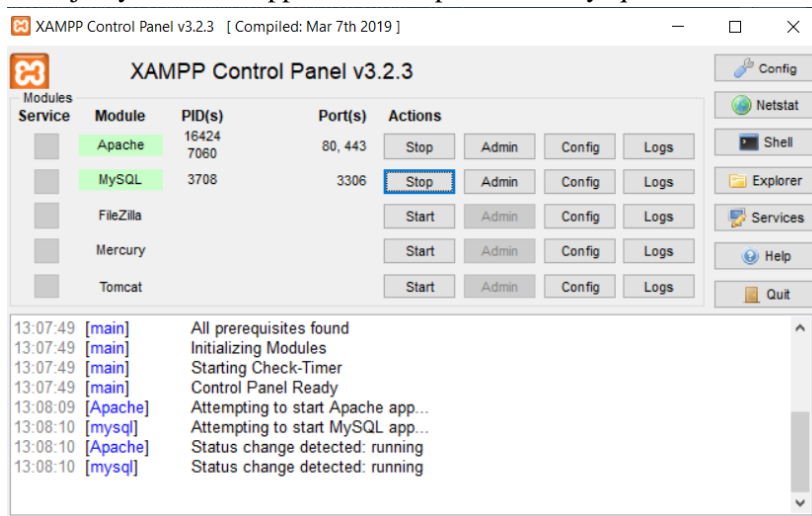 XAMPP Control Panel v3.2.3 [ Compiled: Mar 7th 2019 ]
XAMPP Control Panel v3.2.3
Config
Modules
Service Module PID(s) Port(s) Actions
Netstat
Apache 16424 7060 80, 443 Stop Admin Config Logs
Shell
MySQL 3708 3306 Stop Admin Config Logs
Explorer
FileZilla Start Admin Config Logs
Services
Mercury Start Admin Config Logs
Help
Tomcat Start Admin Config Logs
Quit
13:07:49 [main] All prerequisites found
13:07:49 [main] Initializing Modules
13:07:49 [main] Starting Check-Timer
13:07:49 [main] Control Panel Ready
13:08:09 [Apache] Attempting to start Apache app...
13:08:10 [mysql] Attempting to start MySQL app...
13:08:10 [Apache] Status change detected: running
13:08:10 [mysql] Status change detected: running